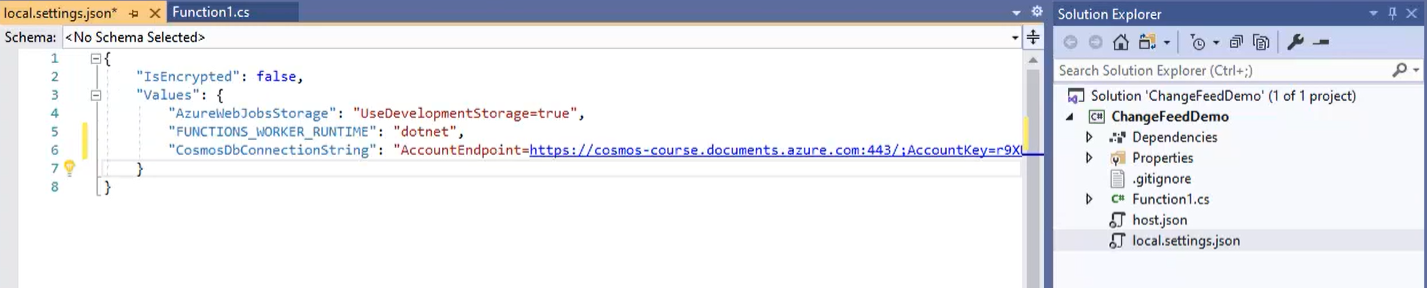 local.settings.json*
Function1.cs
Schema: <No Schema Selected>
1 {
2 "IsEncrypted": false,
3 "Values": {
4 "AzureWebJobsStorage": "UseDevelopmentStorage=true",
5 "FUNCTIONS_WORKER_RUNTIME": "dotnet",
6 "CosmosDbConnectionString": "AccountEndpoint=https://cosmos-course.documents.azure.com:443/;AccountKey=r9X
7 }
8 }
Solution Explorer
Search Solution Explorer (Ctrl+;)
Solution 'ChangeFeedDemo' (1 of 1 project)
C# ChangeFeedDemo
Dependencies
Properties
.gitignore
C# Function1.cs
host.json
local.settings.json